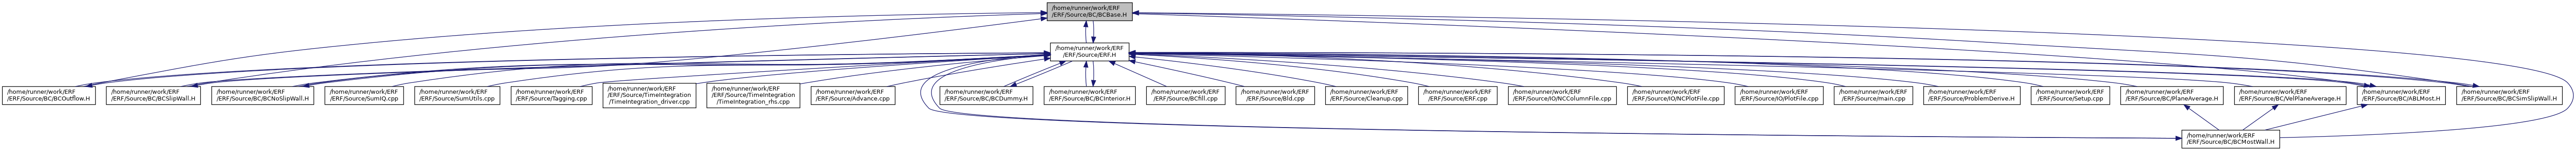 /home/runner/work/ERF
/ERF/Source/BC/BCBase.H
/home/runner/work/ERF
/ERF/Source/ERF.H
/home/runner/work/ERF
/ERF/Source/BC/BCOutflow.H
/home/runner/work/ERF
/ERF/Source/BC/BCSlipWall.H
/home/runner/work/ERF
/ERF/Source/BC/BCNoSlipWall.H
/home/runner/work/ERF
/ERF/Source/SumIQ.cpp
/home/runner/work/ERF
/ERF/Source/SumUtils.cpp
/home/runner/work/ERF
/ERF/Source/Tagging.cpp
/home/runner/work/ERF
/ERF/Source/TimeIntegration
/TimeIntegration_driver.cpp
/home/runner/work/ERF
/ERF/Source/TimeIntegration
/TimeIntegration_rhs.cpp
/home/runner/work/ERF
/ERF/Source/Advance.cpp
/home/runner/work/ERF
/ERF/Source/BC/BCDummy.H
/home/runner/work/ERF
/ERF/Source/BC/BCInterior.H
/home/runner/work/ERF
/ERF/Source/BCfill.cpp
/home/runner/work/ERF
/ERF/Source/Bld.cpp
/home/runner/work/ERF
/ERF/Source/Cleanup.cpp
/home/runner/work/ERF
/ERF/Source/ERF.cpp
/home/runner/work/ERF
/ERF/Source/IO/NCColumnFile.cpp
/home/runner/work/ERF
/ERF/Source/IO/NCPlotFile.cpp
/home/runner/work/ERF
/ERF/Source/IO/PlotFile.cpp
/home/runner/work/ERF
/ERF/Source/main.cpp
/home/runner/work/ERF
/ERF/Source/ProblemDerive.H
/home/runner/work/ERF
/ERF/Source/Setup.cpp
/home/runner/work/ERF
/ERF/Source/BC/PlaneAverage.H
/home/runner/work/ERF
/ERF/Source/BC/VelPlaneAverage.H
/home/runner/work/ERF
/ERF/Source/BC/ABLMost.H
/home/runner/work/ERF
/ERF/Source/BC/BCSimSlipWall.H
/home/runner/work/ERF
/ERF/Source/BC/BCMostWall.H